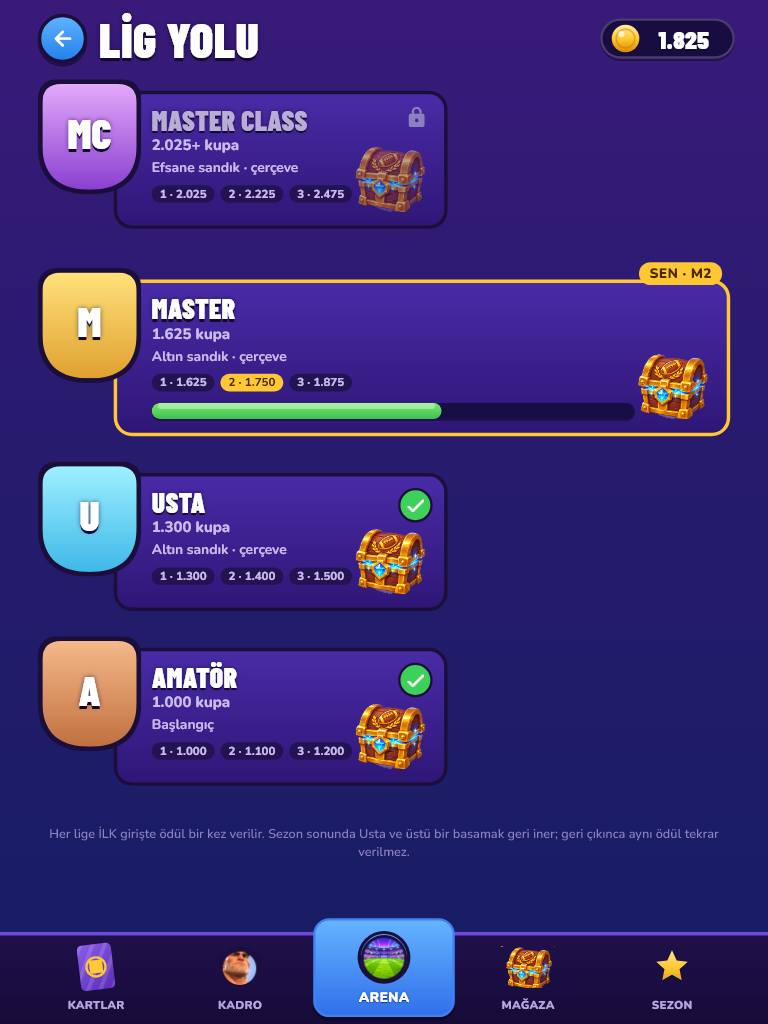 LİG YOLU
1.825
MC
MASTER CLASS
2.025+ kupa
Efsane sandık · çerçeve
1 · 2.025 2 · 2.225 3 · 2.475
SEN · M2
M
MASTER
1.625 kupa
Altın sandık · çerçeve
1 · 1.625 2 · 1.750 3 · 1.875
U
USTA
1.300 kupa
Altın sandık · çerçeve
1 · 1.300 2 · 1.400 3 · 1.500
A
AMATÖR
1.000 kupa
Başlangıç
1 · 1.000 2 · 1.100 3 · 1.200
Her lige İLK girişte ödül bir kez verilir. Sezon sonunda Usta ve üstü bir basamak geri iner; geri çıkınca aynı ödül tekrar
verilmez.
KARTLAR KADRO ARENA MAĞAZA SEZON